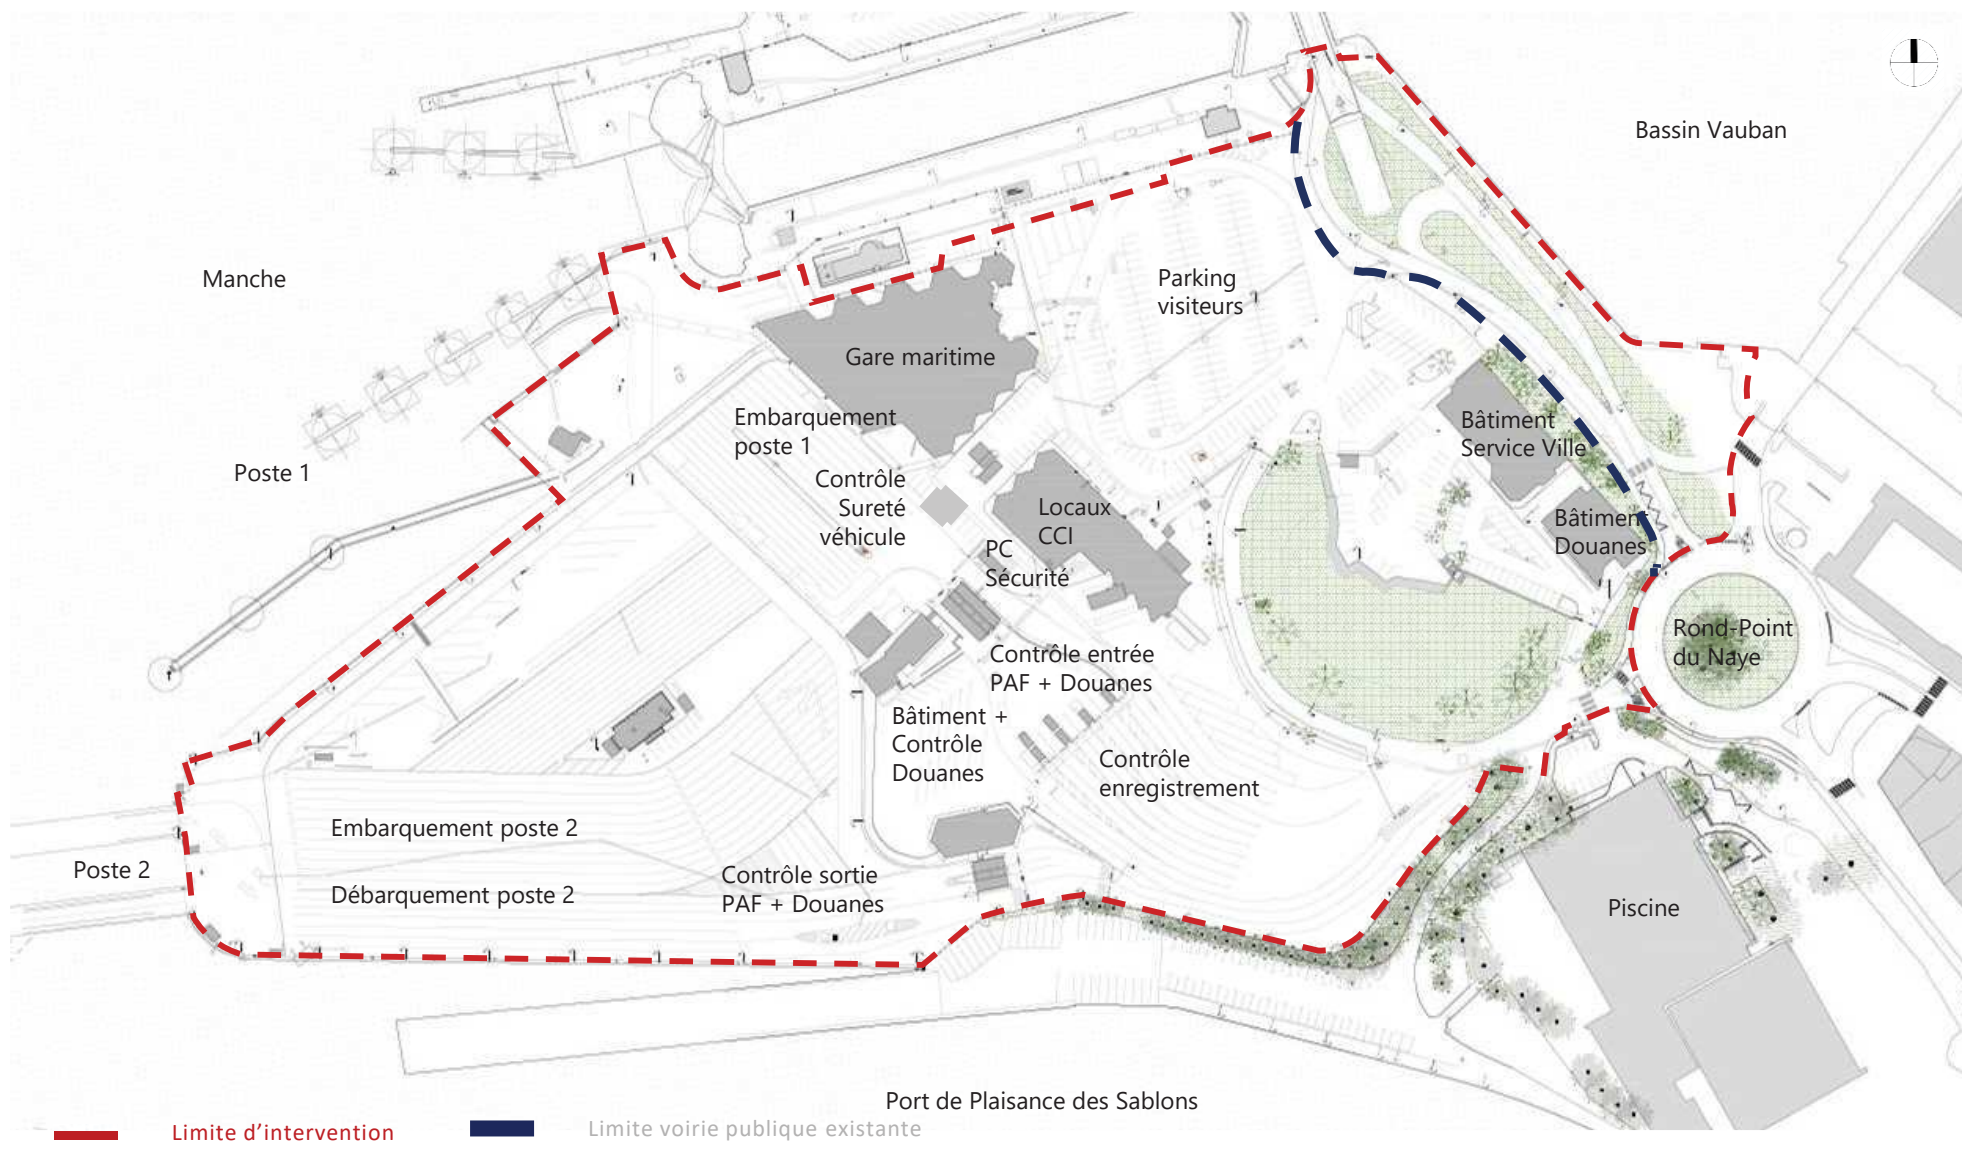 Bassin Vauban
Manche
Parking
visiteurs
Gare maritime
Embarquement
poste 1
Bâtiment
Service Ville
Poste 1
Contrôle
Sureté
véhicule
Locaux
CCI
Bâtiment
Douanes
PC
Sécurité
Rond-Point
du Naye
Contrôle entrée
PAF + Douanes
Bâtiment +
Contrôle
Douanes
Contrôle
enregistrement
Embarquement poste 2
Poste 2
Débarquement poste 2
Contrôle sortie
PAF + Douanes
Piscine
Port de Plaisance des Sablons
Limite d'intervention
Limite voirie publique existante